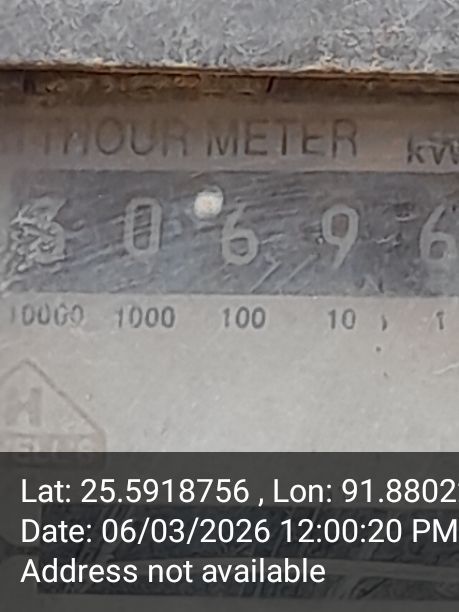 HOUR METER kW
0 6 9 6
10000 1000 100 10 1
Lat: 25.5918756 , Lon: 91.8802
Date: 06/03/2026 12:00:20 PM
Address not available